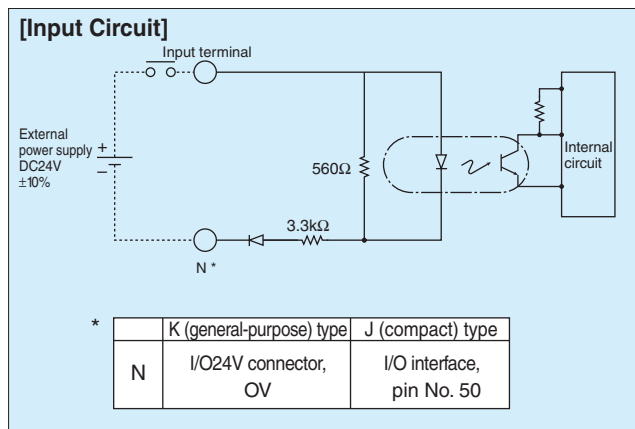 [Input Circuit]
Input terminal
External
power supply
DC24V
±10%
+
−
560Ω
Internal
circuit
3.3kΩ
N *
*
K (general-purpose) type J (compact) type
N
I/O24V connector,
OV
I/O interface,
pin No. 50